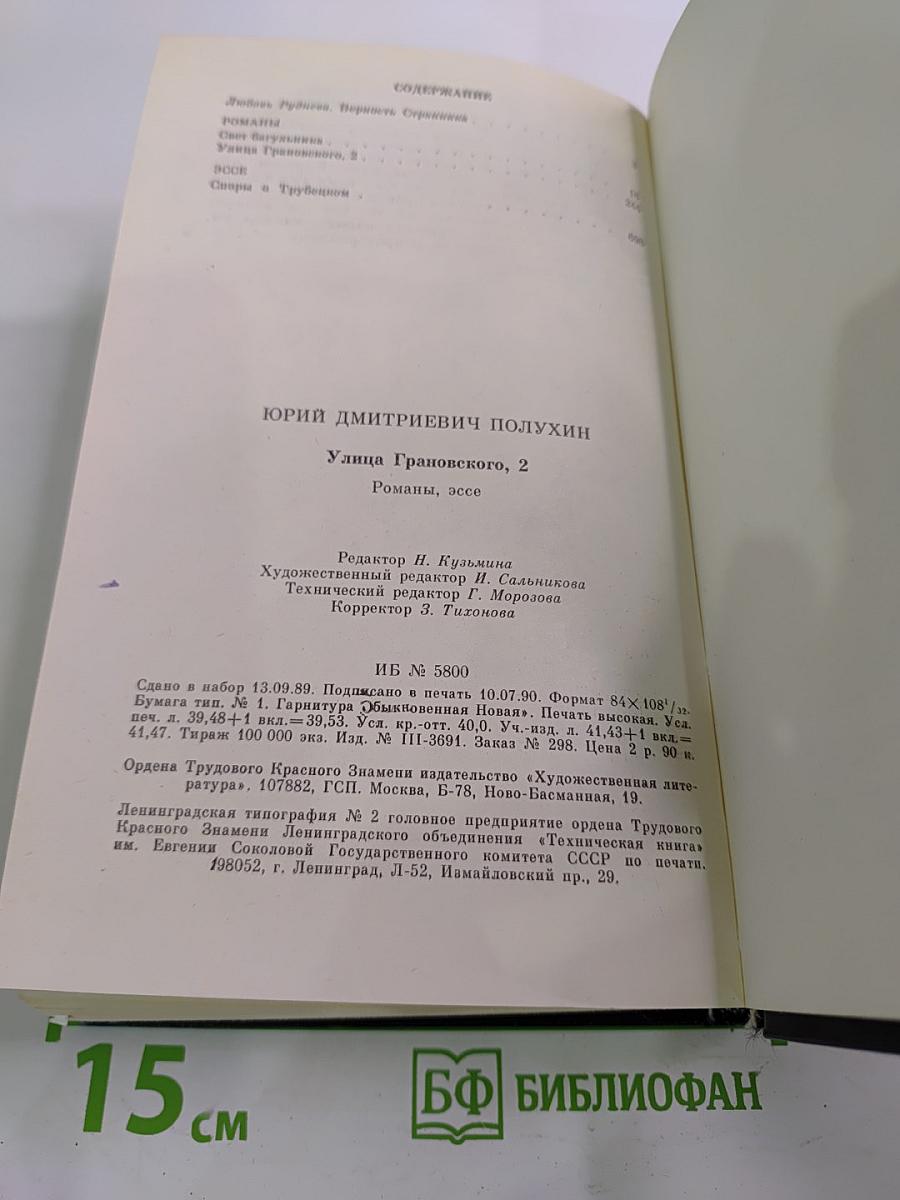 СОДЕРЖАНИЕ
Любовь Руднева. Верность Странника
РОМАНЫ
Свет багульника
Улица Грановского, 2
ЭССЕ
Споры о Трубецком
ЮРИЙ ДМИТРИЕВИЧ ПОЛУХИН
Улица Грановского, 2
Романы, эссе
Редактор Н. Кузьмина
Художественный редактор И. Сальникова
Технический редактор Г. Морозова
Корректор З. Тихонова
ИБ № 5800
Сдано в набор 13.09.89. Подписано в печать 10.07.90. Формат 84×108¹/₃₂.
Бумага тип. № 1. Гарнитура Обыкновенная Новая». Печать высокая. Усл.
печ. л. 39,48+1 вкл.=39,53. Усл. кр.-отт. 40,0. Уч.-изд. л. 41,43+1 вкл.=
41,47. Тираж 100 000 экз. Изд. № III-3691. Заказ № 298. Цена 2 р. 90 к.
Ордена Трудового Красного Знамени издательство «Художественная лите-
ратура». 107882, ГСП. Москва, Б-78, Ново-Басманная, 19.
Ленинградская типография № 2 головное предприятие ордена Трудового
Красного Знамени Ленинградского объединения «Техническая книга»
им. Евгении Соколовой Государственного комитета СССР по печати.
198052, г. Ленинград, Л-52, Измайловский пр., 29.
15 см
БФ БИБЛИОФАН